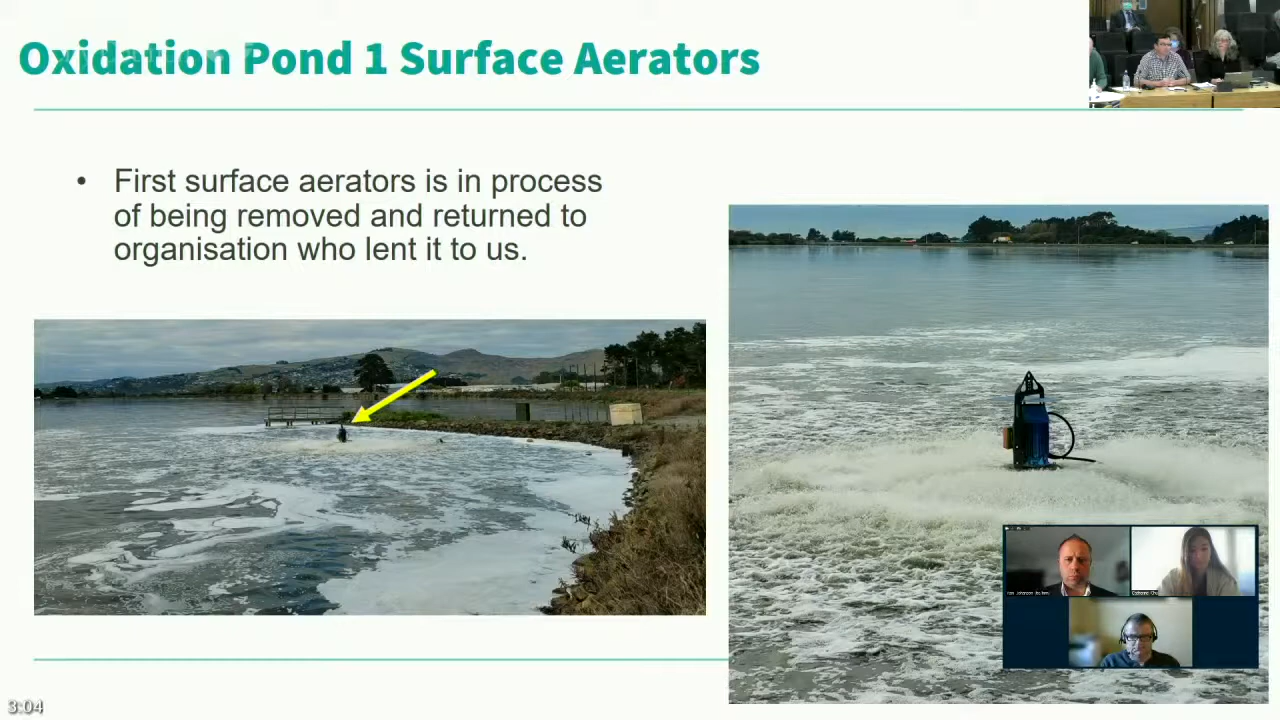 Oxidation Pond 1 Surface Aerators
• First surface aerators is in process
of being removed and returned to
organisation who lent it to us.
3:04